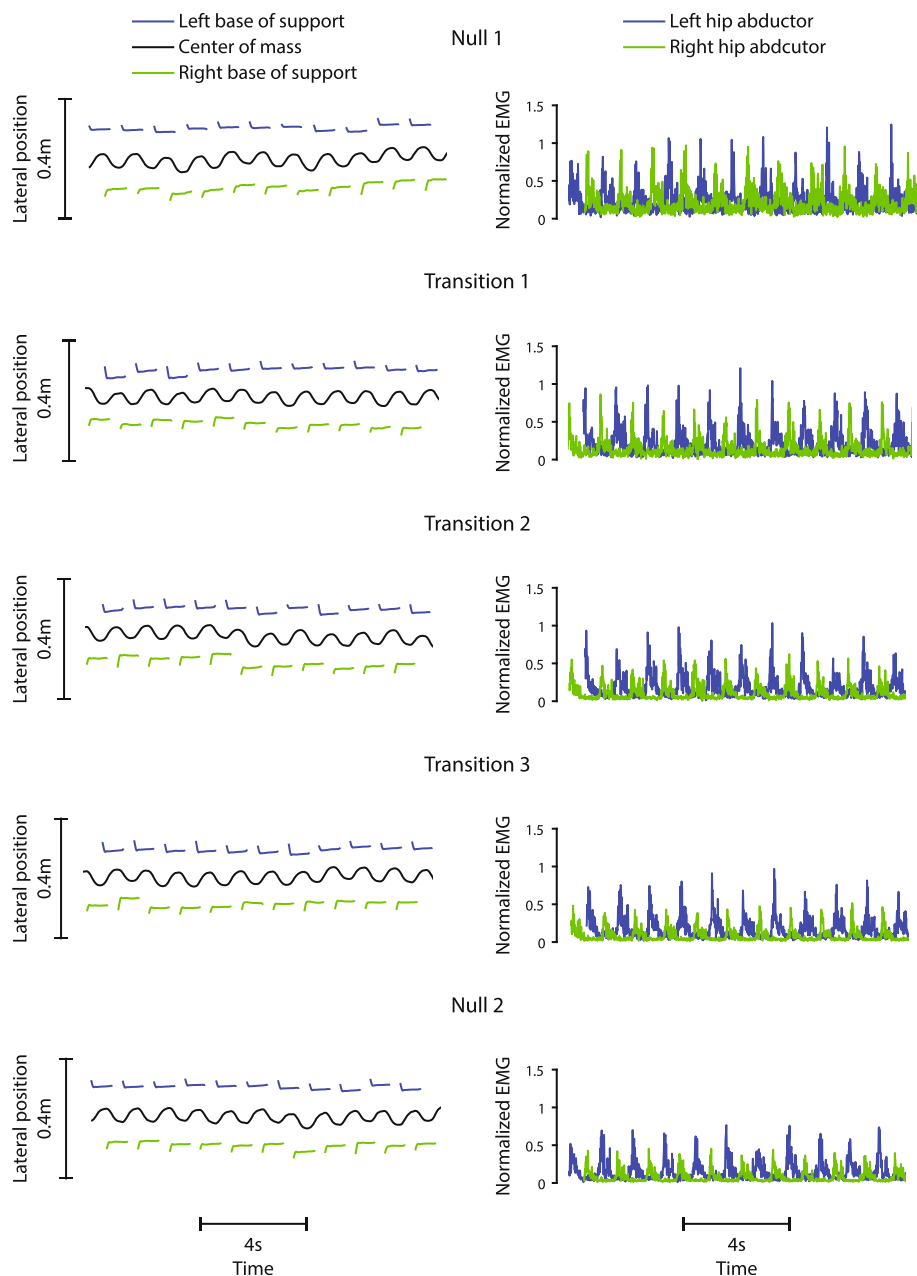 Left base of support
Center of mass
Right base of support
Null 1
Left hip abductor
Right hip abdcutor
Lateral position
0.4m
Normalized EMG
1.5
1
0.5
0
Transition 1
Lateral position
0.4m
Normalized EMG
1.5
1
0.5
0
Transition 2
Lateral position
0.4m
Normalized EMG
1.5
1
0.5
0
Transition 3
Lateral position
0.4m
Normalized EMG
1.5
1
0.5
0
Null 2
Lateral position
0.4m
Normalized EMG
1.5
1
0.5
0
4s
Time
4s
Time